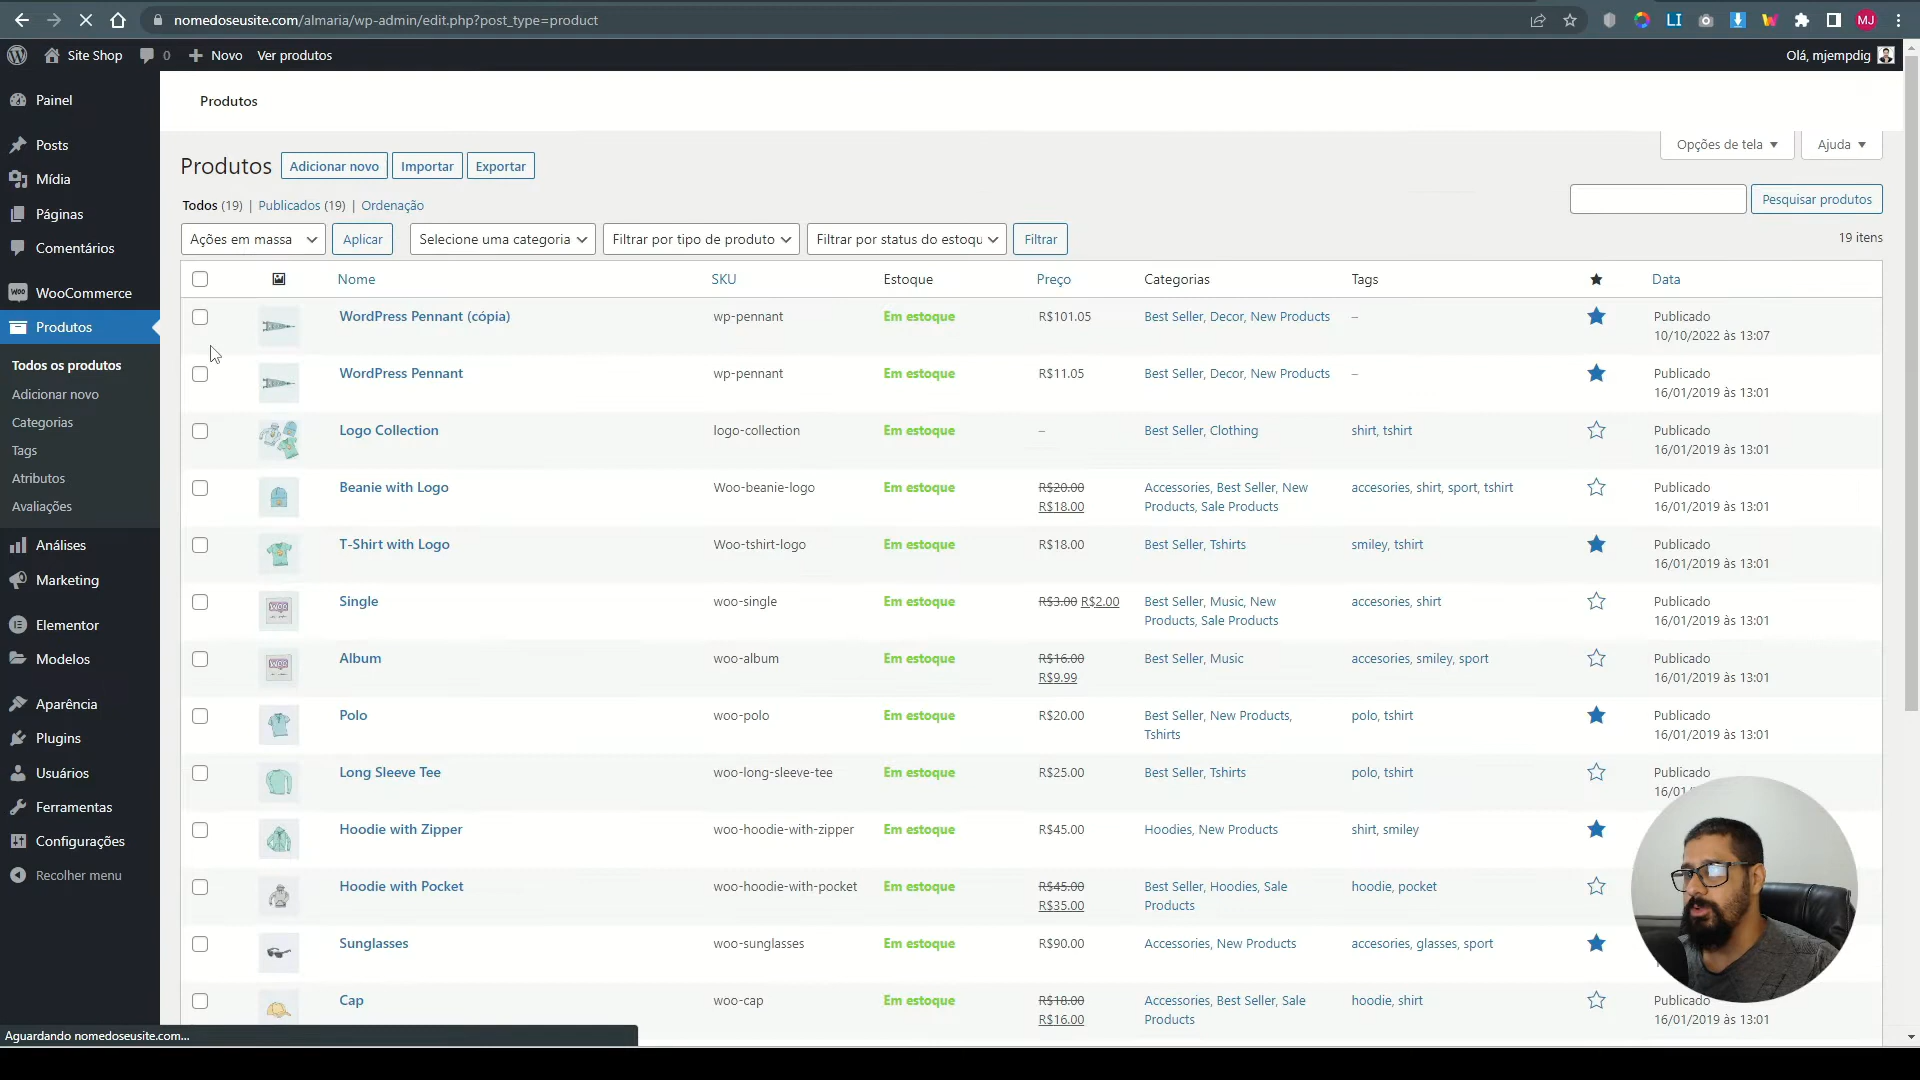 nomedoseusite.com/almaria/wp-admin/edit.php?post_type=product
LI
MJ
Site Shop
0
Novo
Ver produtos
Olá, mjempdig
Painel
Posts
Mídia
Páginas
Comentários
WooCommerce
Produtos
Todos os produtos
Adicionar novo
Categorias
Tags
Atributos
Avaliações
Análises
Marketing
Elementor
Modelos
Aparência
Plugins
Usuários
Ferramentas
Configurações
Recolher menu
Produtos
Opções de tela
Ajuda
Produtos Adicionar novo Importar Exportar
Todos (19) | Publicados (19) | Ordenação
Pesquisar produtos
Ações em massa Aplicar Selecione uma categoria Filtrar por tipo de produto Filtrar por status do estoqu Filtrar
19 itens
Nome SKU Estoque Preço Categorias Tags Data
WordPress Pennant (cópia) wp-pennant Em estoque R$101.05 Best Seller, Decor, New Products – Publicado
10/10/2022 às 13:07
WordPress Pennant wp-pennant Em estoque R$11.05 Best Seller, Decor, New Products – Publicado
16/01/2019 às 13:01
Logo Collection logo-collection Em estoque – Best Seller, Clothing shirt, tshirt Publicado
16/01/2019 às 13:01
Beanie with Logo Woo-beanie-logo Em estoque R$20.00 Accessories, Best Seller, New accesories, shirt, sport, tshirt Publicado
R$18.00 Products, Sale Products 16/01/2019 às 13:01
T-Shirt with Logo Woo-tshirt-logo Em estoque R$18.00 Best Seller, Tshirts smiley, tshirt Publicado
16/01/2019 às 13:01
Single woo-single Em estoque R$3.00 R$2.00 Best Seller, Music, New accesories, shirt Publicado
Products, Sale Products 16/01/2019 às 13:01
Album woo-album Em estoque R$16.00 Best Seller, Music accesories, smiley, sport Publicado
R$9.99 16/01/2019 às 13:01
Polo woo-polo Em estoque R$20.00 Best Seller, New Products, polo, tshirt Publicado
Tshirts 16/01/2019 às 13:01
Long Sleeve Tee woo-long-sleeve-tee Em estoque R$25.00 Best Seller, Tshirts polo, tshirt Publicado
16/01
Hoodie with Zipper woo-hoodie-with-zipper Em estoque R$45.00 Hoodies, New Products shirt, smiley
Hoodie with Pocket woo-hoodie-with-pocket Em estoque R$45.00 Best Seller, Hoodies, Sale hoodie, pocket
R$35.00 Products
Sunglasses woo-sunglasses Em estoque R$90.00 Accessories, New Products accesories, glasses, sport
Cap woo-cap Em estoque R$18.00 Accessories, Best Seller, Sale hoodie, shirt Publicado
R$16.00 Products 16/01/2019 às 13:01
Aguardando nomedoseusite.com...